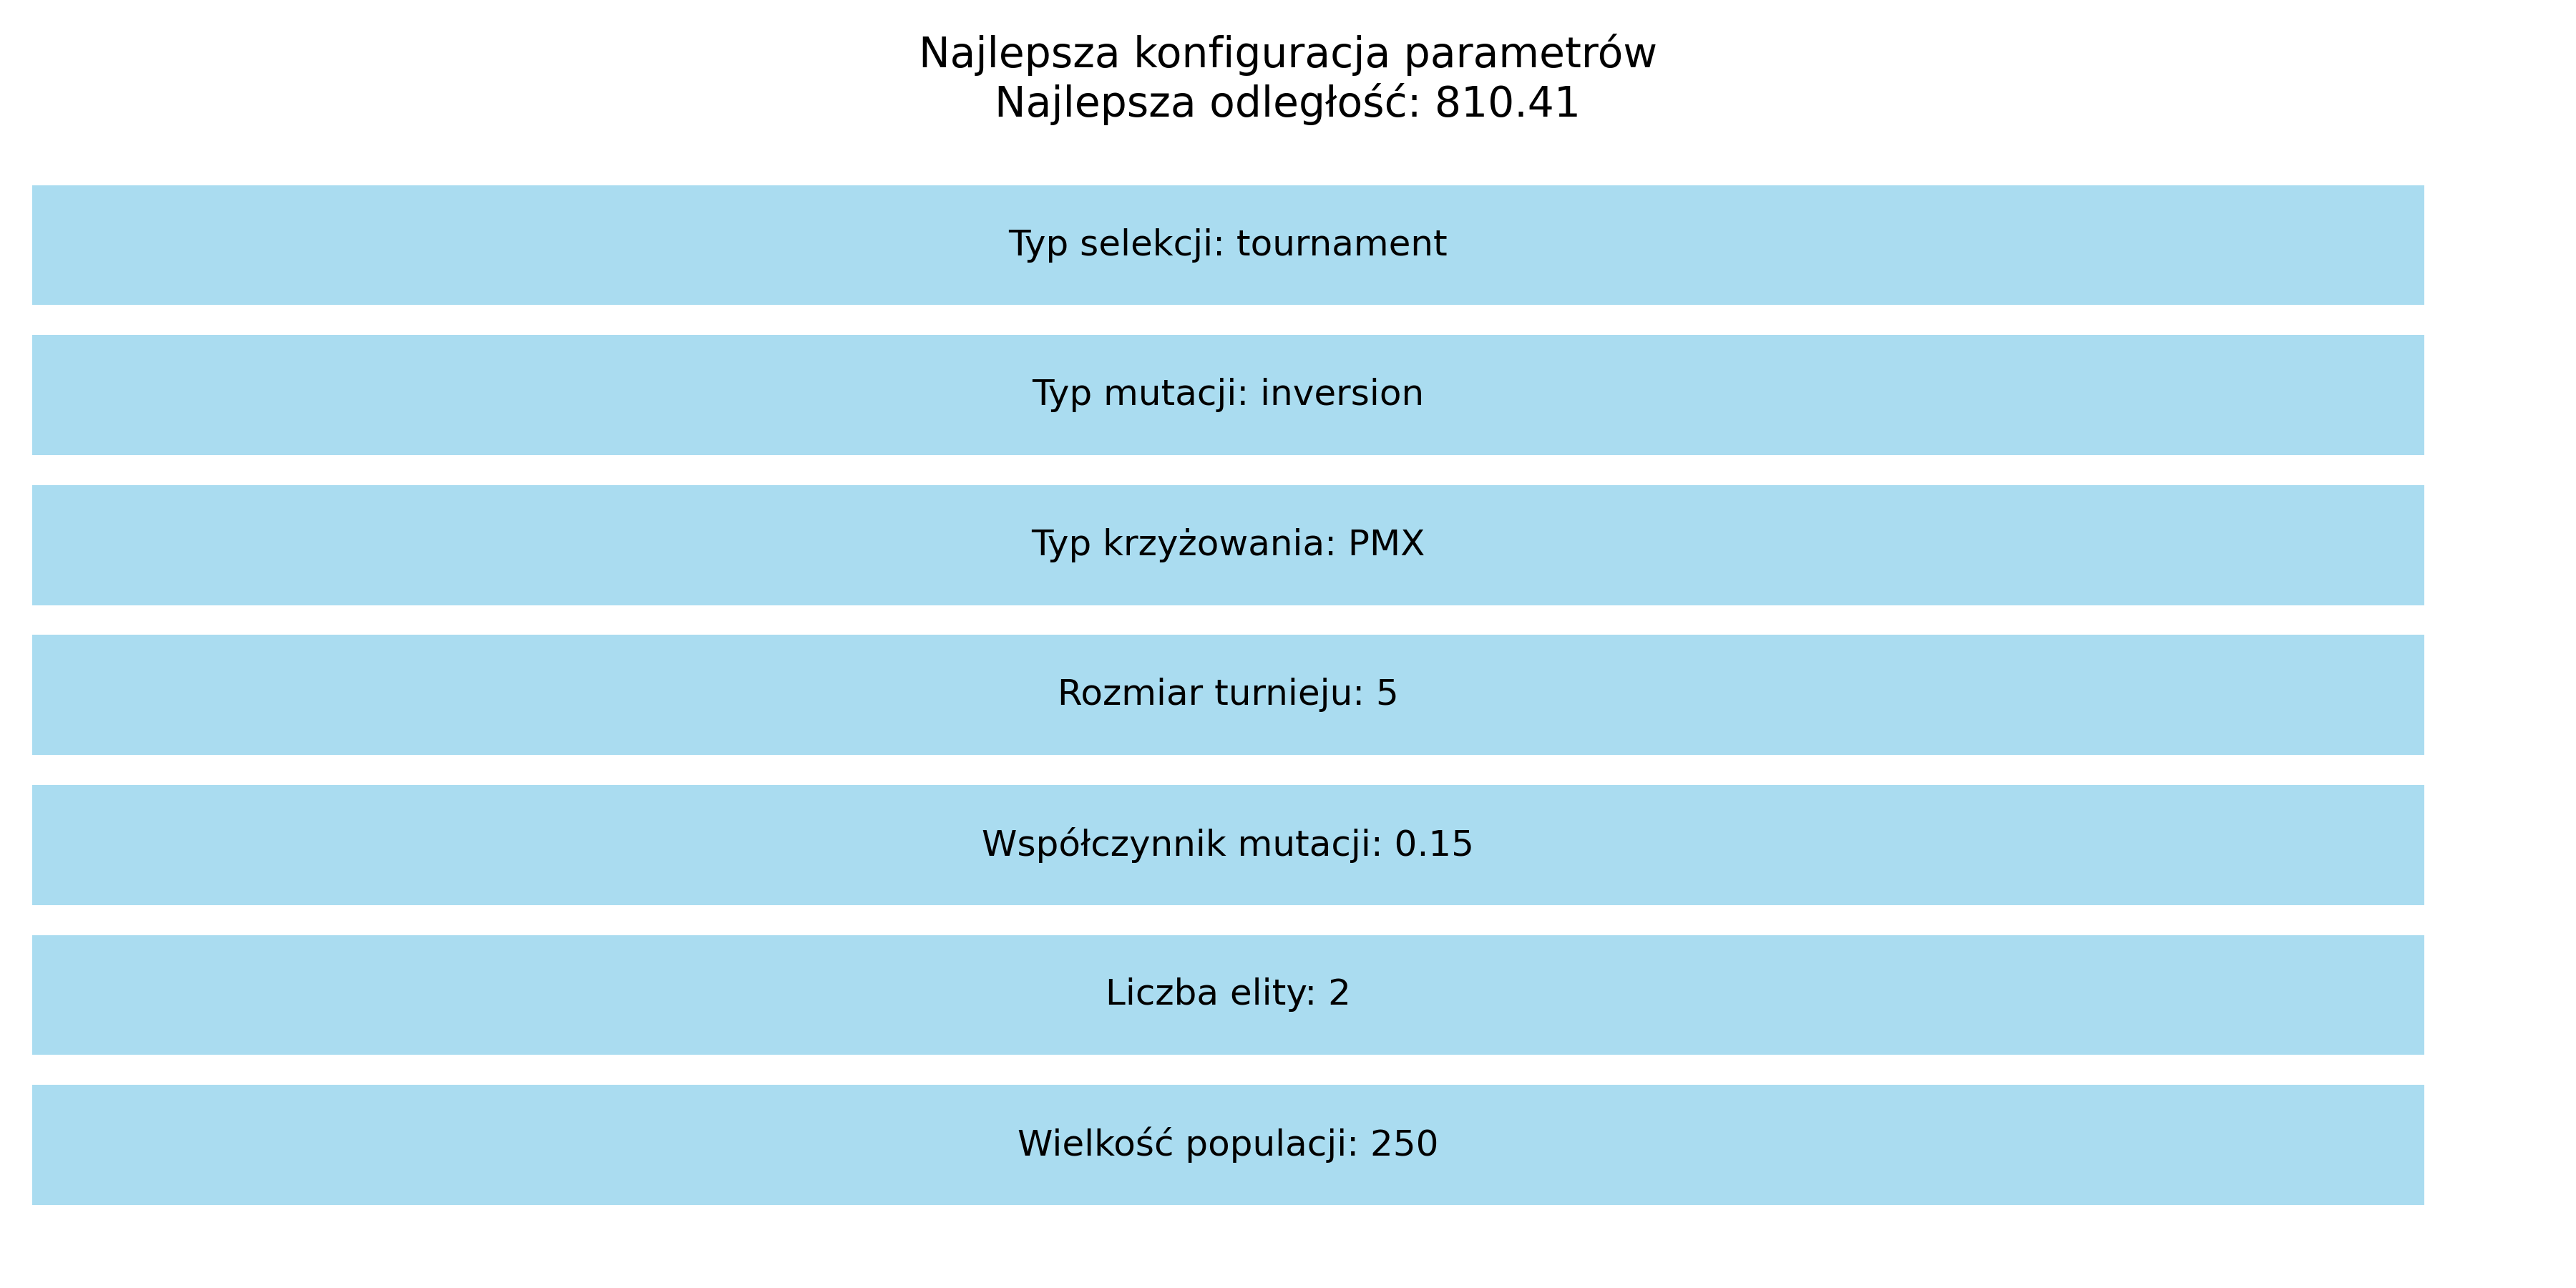 Najlepsza konfiguracja parametrów
Najlepsza odległość: 810.41
Typ selekcji: tournament
Typ mutacji: inversion
Typ krzyżowania: PMX
Rozmiar turnieju: 5
Współczynnik mutacji: 0.15
Liczba elity: 2
Wielkość populacji: 250